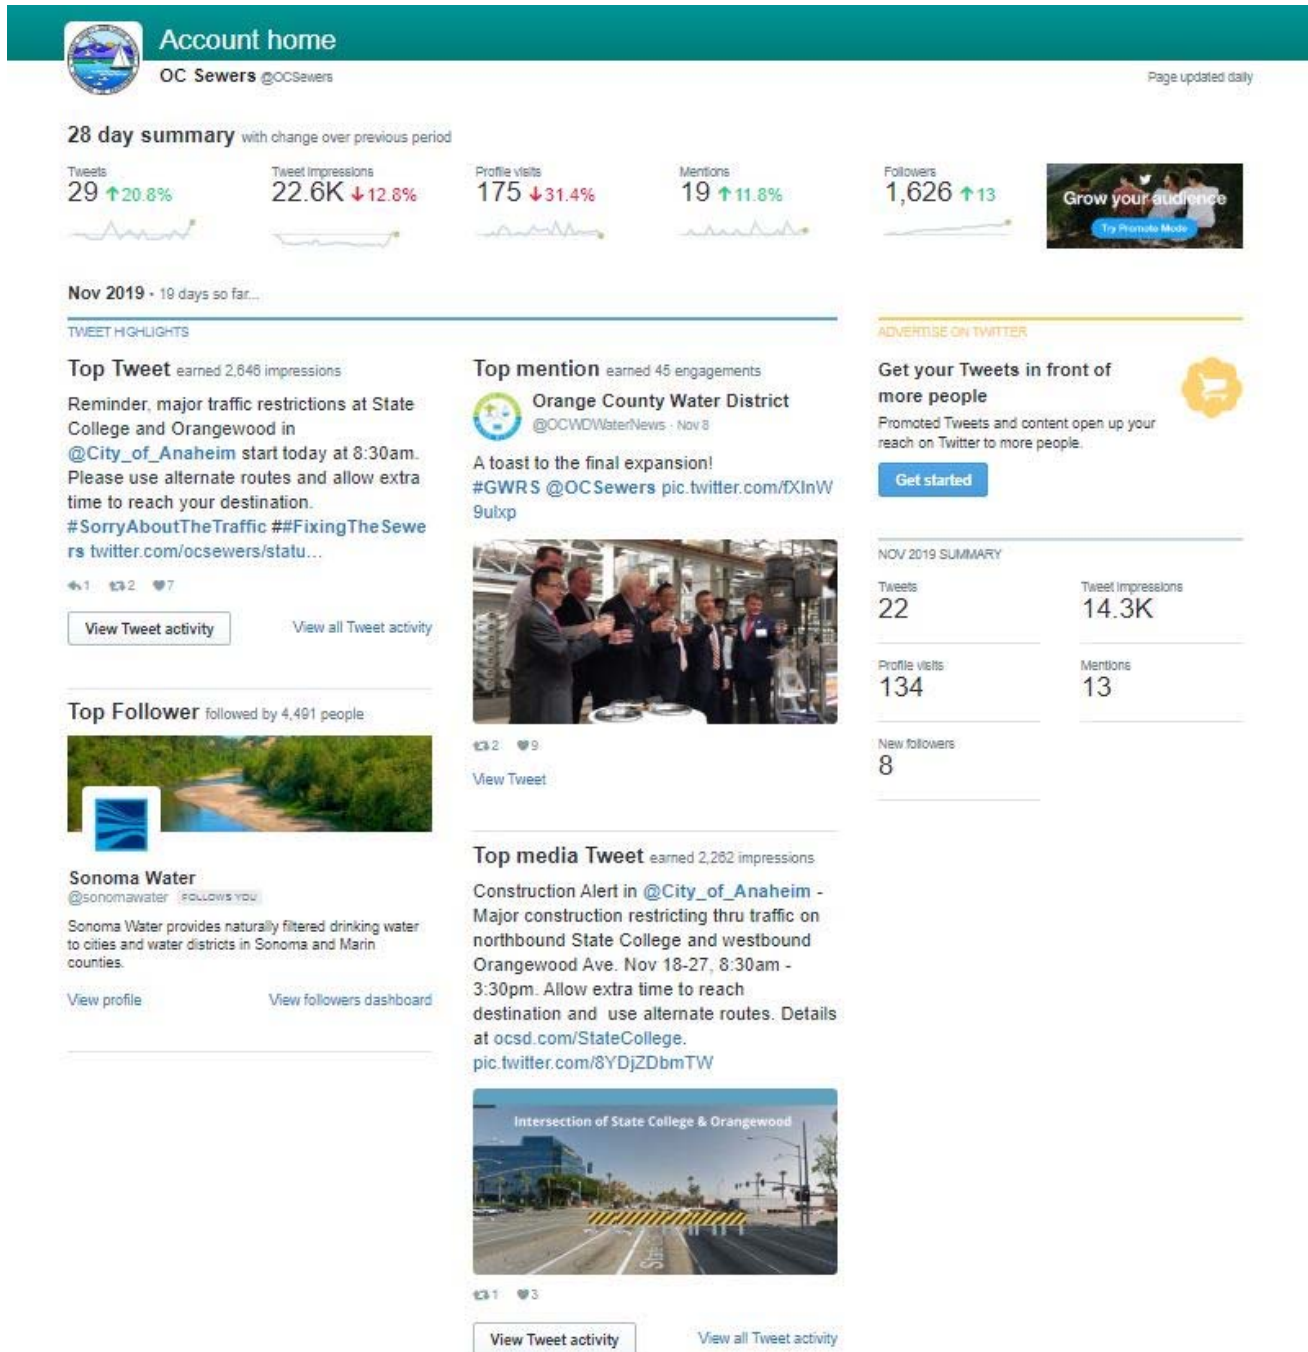 Account home
OC Sewers @OCSewers
Page updated daily
28 day summary with change over previous period
Tweets
29 ↑20.8%
Tweet impressions
22.6K ↓12.8%
Profile visits
175 ↓31.4%
Mentions
19 ↑11.8%
Followers
1,626 ↑13
Grow your audience
Try Promote Mode
Nov 2019 · 19 days so far...
TWEET HIGHLIGHTS
Top Tweet earned 2,646 impressions
Reminder, major traffic restrictions at State
College and Orangewood in
@City_of_Anaheim start today at 8:30am.
Please use alternate routes and allow extra
time to reach your destination.
#SorryAboutTheTraffic ##FixingTheSewe
rs twitter.com/ocsewers/statu…
1 2 7
View Tweet activity
View all Tweet activity
Top Follower followed by 4,491 people
Sonoma Water
@sonomawater FOLLOWS YOU
Sonoma Water provides naturally filtered drinking water
to cities and water districts in Sonoma and Marin
counties.
View profile
View followers dashboard
Top mention earned 45 engagements
Orange County Water District
@OCWDWaterNews · Nov 8
A toast to the final expansion!
#GWRS @OCSewers pic.twitter.com/fXInW
9ulxp
2 9
View Tweet
Top media Tweet earned 2,262 impressions
Construction Alert in @City_of_Anaheim -
Major construction restricting thru traffic on
northbound State College and westbound
Orangewood Ave. Nov 18-27, 8:30am -
3:30pm. Allow extra time to reach
destination and use alternate routes. Details
at ocsd.com/StateCollege.
pic.twitter.com/8YDjZDbmTW
Intersection of State College & Orangewood
1 3
View Tweet activity
View all Tweet activity
ADVERTISE ON TWITTER
Get your Tweets in front of
more people
Promoted Tweets and content open up your
reach on Twitter to more people.
Get started
NOV 2019 SUMMARY
Tweets
22
Tweet impressions
14.3K
Profile visits
134
Mentions
13
New followers
8